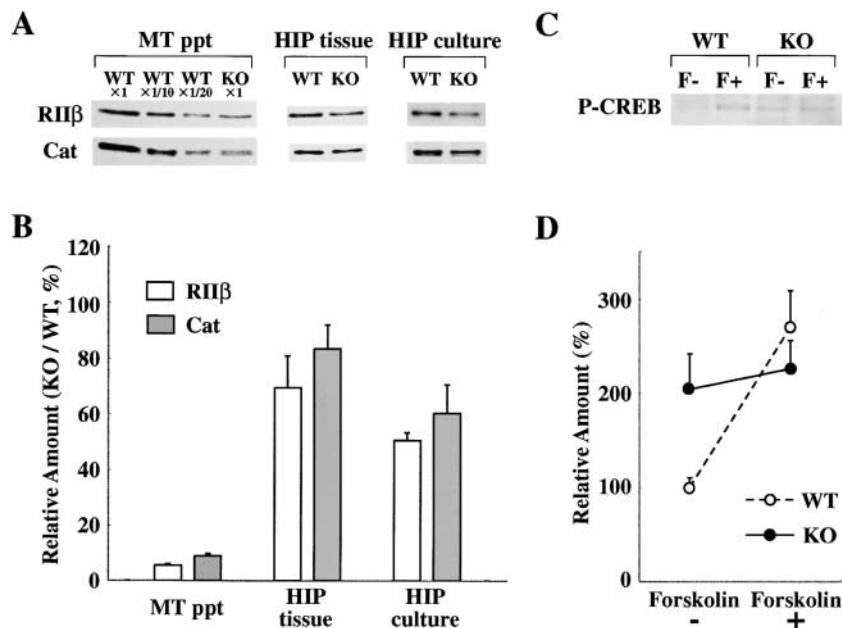 A
MT ppt
HIP tissue
HIP culture
WT WT WT KO
×1 ×1/10 ×1/20 ×1
WT KO
WT KO
RIIβ
Cat
C
WT KO
F- F+ F- F+
P-CREB
B
Relative Amount (KO / WT, %)
120
100
80
60
40
20
0
RIIβ
Cat
MT ppt
HIP tissue
HIP culture
D
Relative Amount (%)
300
200
100
0
WT
KO
Forskolin Forskolin
- +